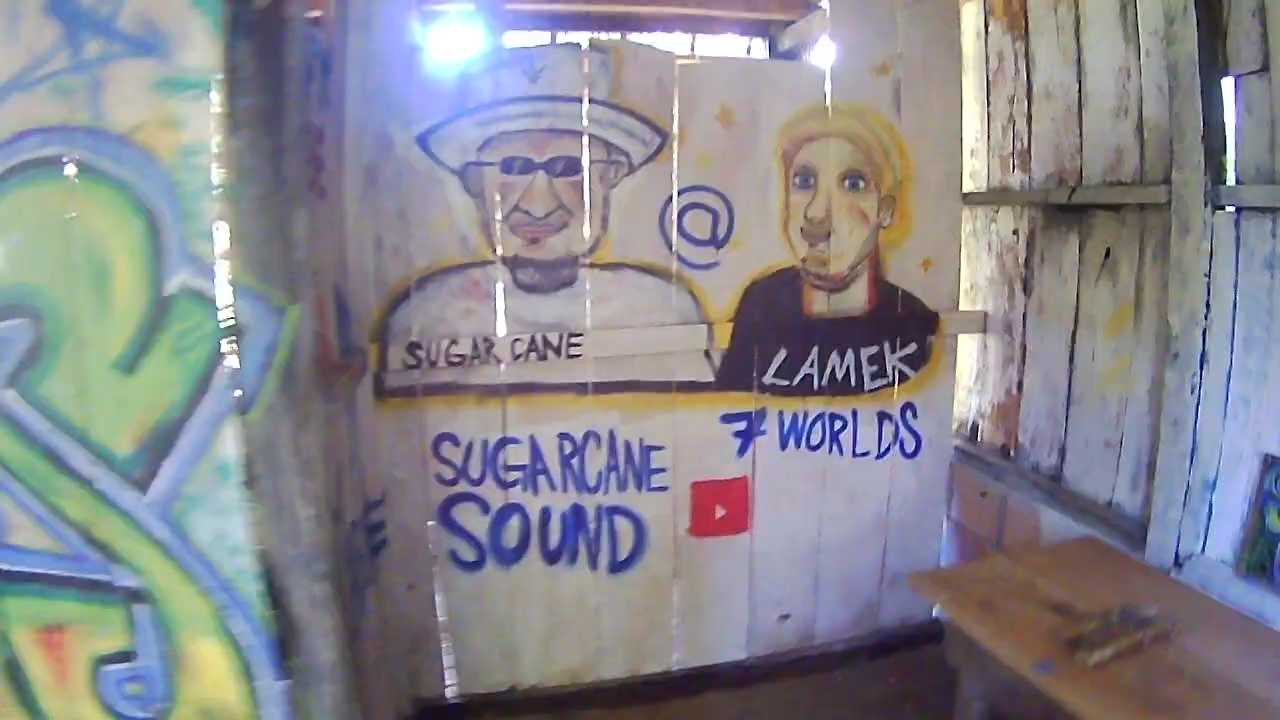 @
SUGAR CANE
LAMEK
7 WORLDS
SUGARCANE
SOUND